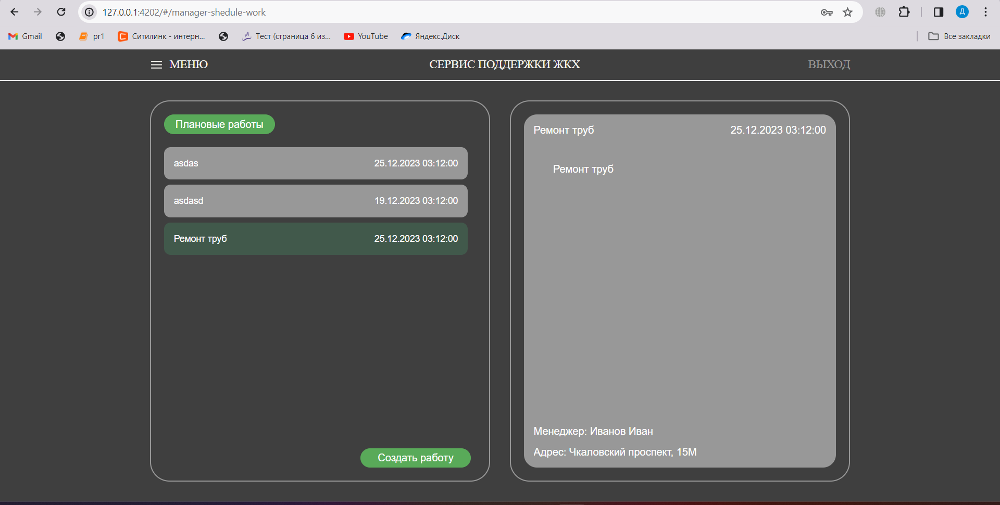 127.0.0.1:4202/#/manager-shedule-work
Д
Gmail
pr1
Ситилинк - интерн...
Тест (страница 6 из...
YouTube
Яндекс.Диск
Все закладки
МЕНЮ
СЕРВИС ПОДДЕРЖКИ ЖКХ
ВЫХОД
Плановые работы
asdas 25.12.2023 03:12:00
asdasd 19.12.2023 03:12:00
Ремонт труб 25.12.2023 03:12:00
Создать работу
Ремонт труб 25.12.2023 03:12:00
Ремонт труб
Менеджер: Иванов Иван
Адрес: Чкаловский проспект, 15М